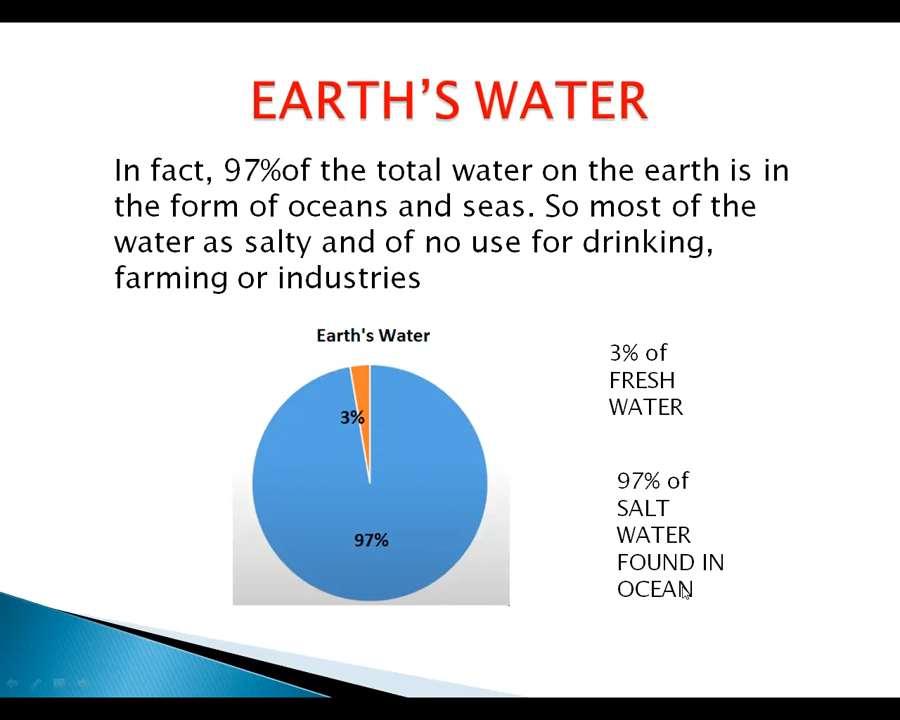 EARTH'S WATER
In fact, 97%of the total water on the earth is in
the form of oceans and seas. So most of the
water as salty and of no use for drinking,
farming or industries
Earth's Water
3%
97%
3% of
FRESH
WATER
97% of
SALT
WATER
FOUND IN
OCEAN